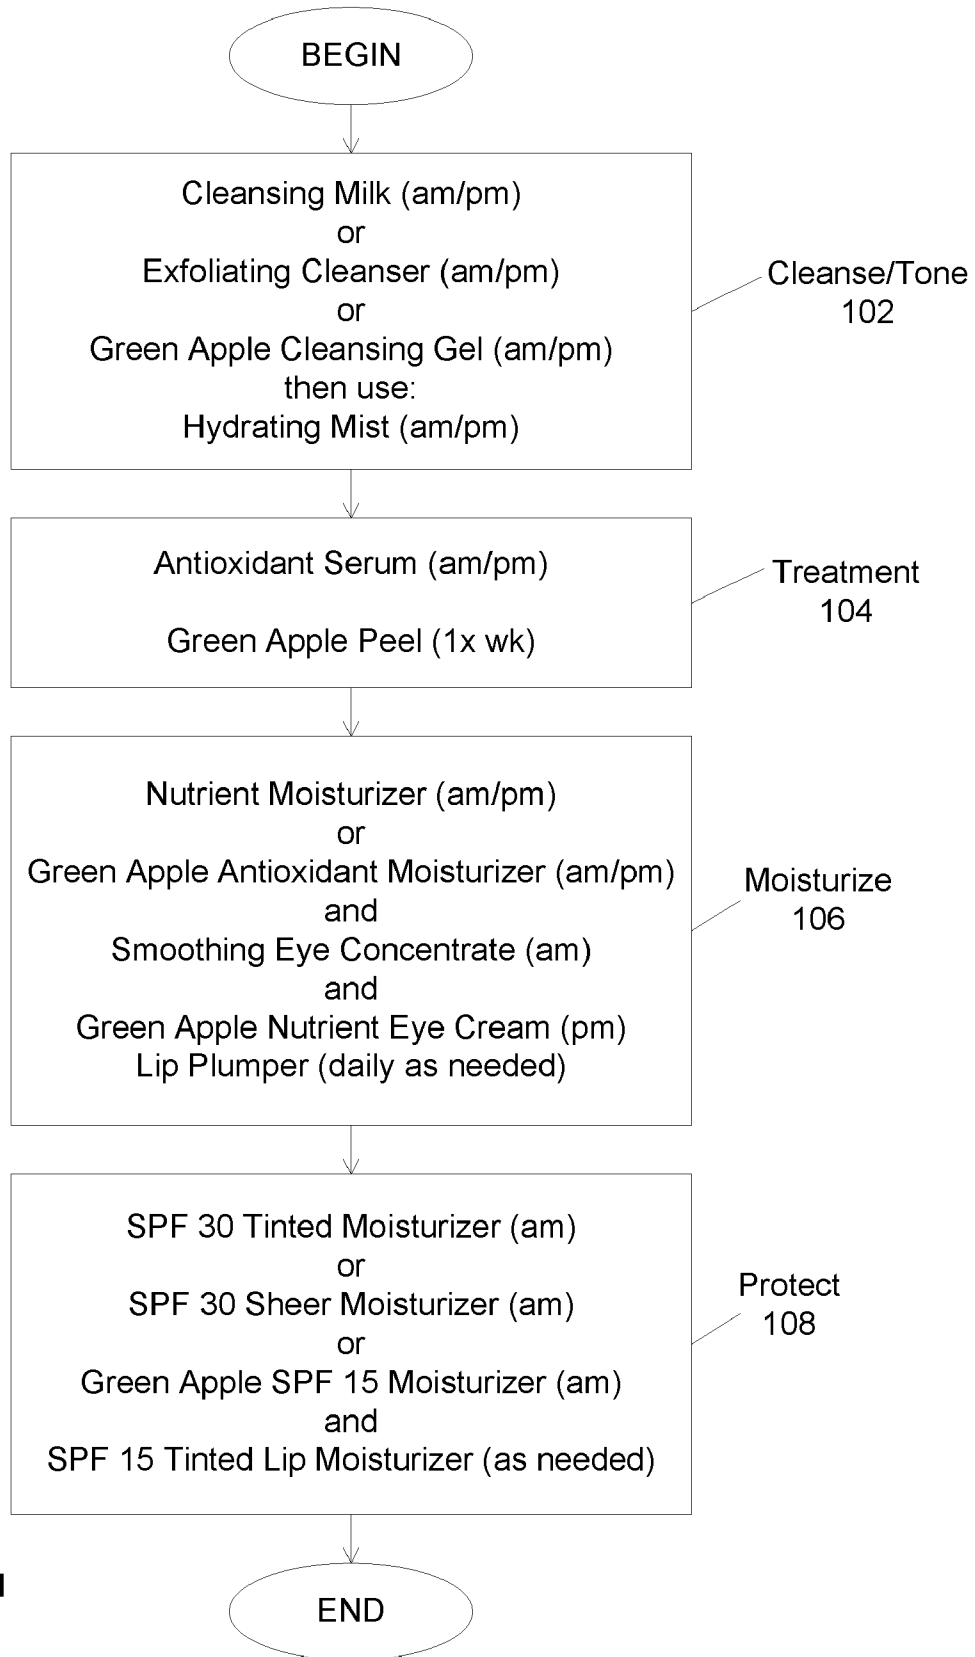 BEGIN
Cleansing Milk (am/pm)
or
Exfoliating Cleanser (am/pm)
or
Green Apple Cleansing Gel (am/pm)
then use:
Hydrating Mist (am/pm)
Cleanse/Tone
102
Antioxidant Serum (am/pm)
Green Apple Peel (1x wk)
Treatment
104
Nutrient Moisturizer (am/pm)
or
Green Apple Antioxidant Moisturizer (am/pm)
and
Smoothing Eye Concentrate (am)
and
Green Apple Nutrient Eye Cream (pm)
Lip Plumper (daily as needed)
Moisturize
106
SPF 30 Tinted Moisturizer (am)
or
SPF 30 Sheer Moisturizer (am)
or
Green Apple SPF 15 Moisturizer (am)
and
SPF 15 Tinted Lip Moisturizer (as needed)
Protect
108
END